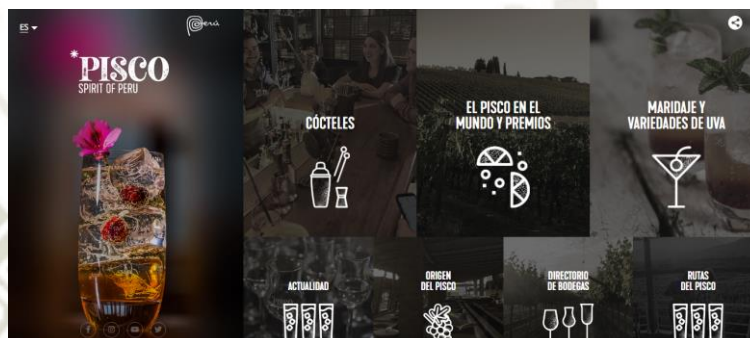 ES
Perú
*PISCO
SPIRIT OF PERU
CÓCTELES
EL PISCO EN EL
MUNDO Y PREMIOS
MARIDAJE Y
VARIEDADES DE UVA
ACTUALIDAD
ORIGEN
DEL PISCO
DIRECTORIO
DE BODEGAS
RUTAS
DEL PISCO